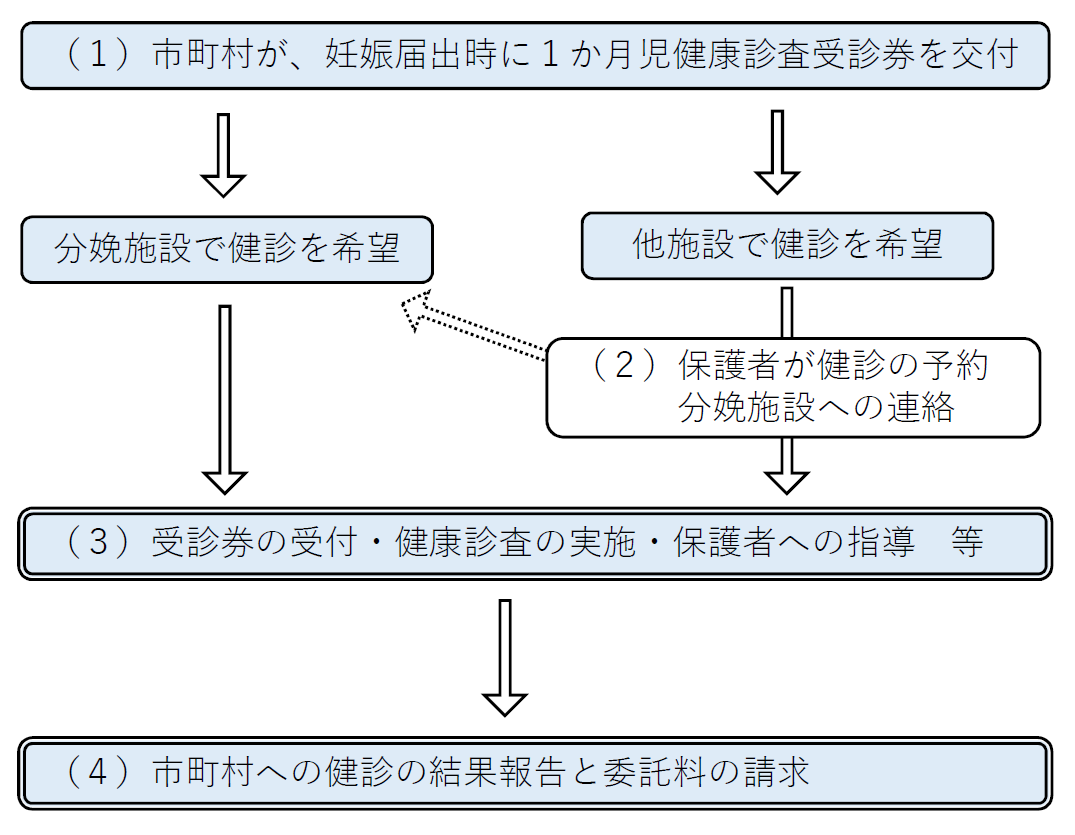 （１）市町村が、妊娠届出時に１か月児健康診査受診券を交付
分娩施設で健診を希望
他施設で健診を希望
（２）保護者が健診の予約
分娩施設への連絡
（３）受診券の受付・健康診査の実施・保護者への指導　等
（４）市町村への健診の結果報告と委託料の請求